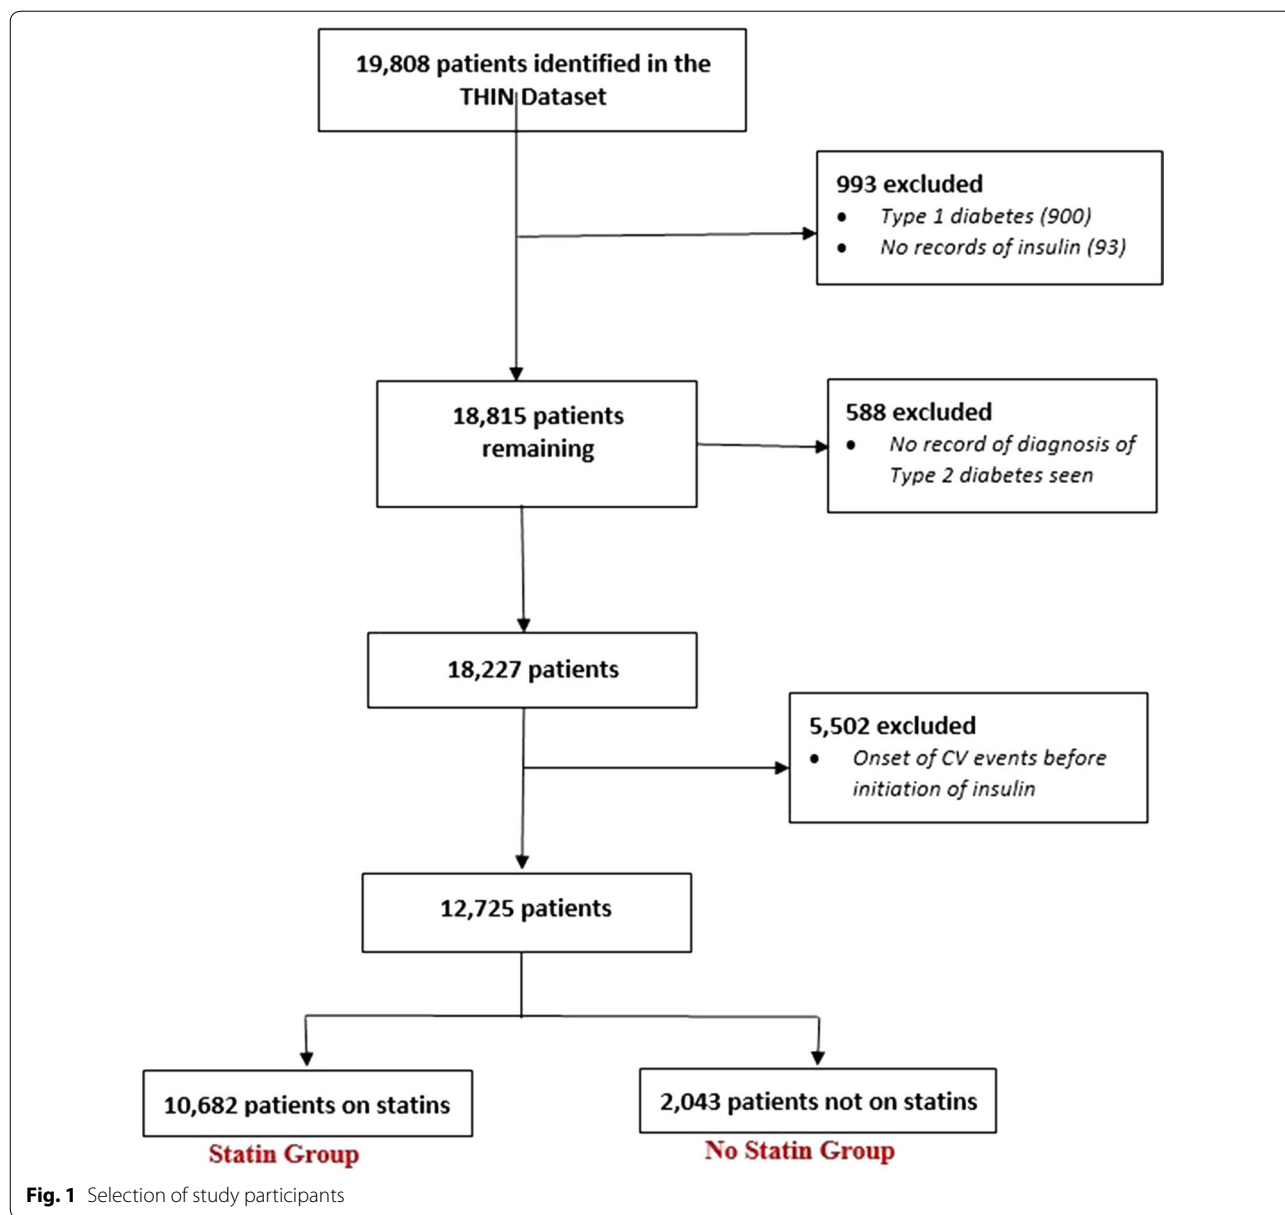 19,808 patients identified in the
THIN Dataset
993 excluded
• Type 1 diabetes (900)
• No records of insulin (93)
18,815 patients
remaining
588 excluded
• No record of diagnosis of
Type 2 diabetes seen
18,227 patients
5,502 excluded
• Onset of CV events before
initiation of insulin
12,725 patients
10,682 patients on statins
Statin Group
2,043 patients not on statins
No Statin Group
Fig. 1 Selection of study participants